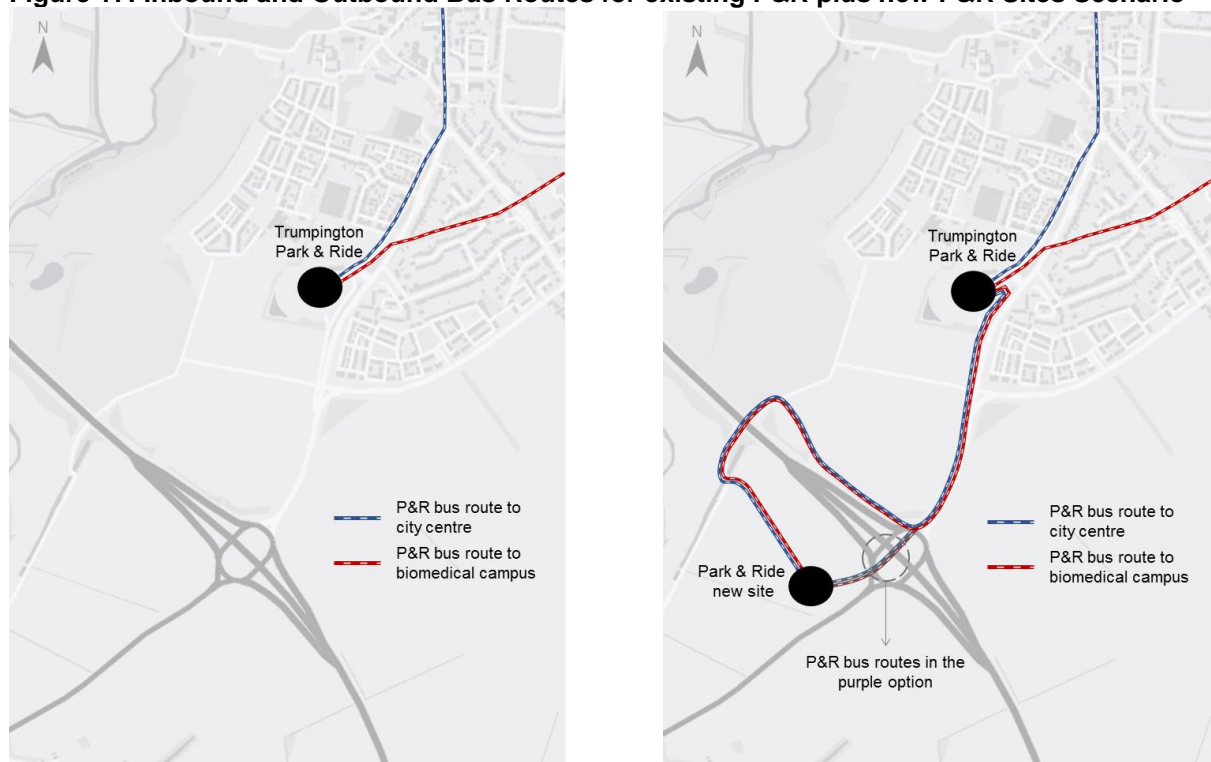 Figure 17: Inbound and Outbound Bus Routes for existing P&R plus new P&R Sites Scenario
N
Trumpington
Park & Ride
P&R bus route to
city centre
P&R bus route to
biomedical campus
N
Trumpington
Park & Ride
P&R bus route to
city centre
P&R bus route to
biomedical campus
Park & Ride
new site
P&R bus routes in the
purple option